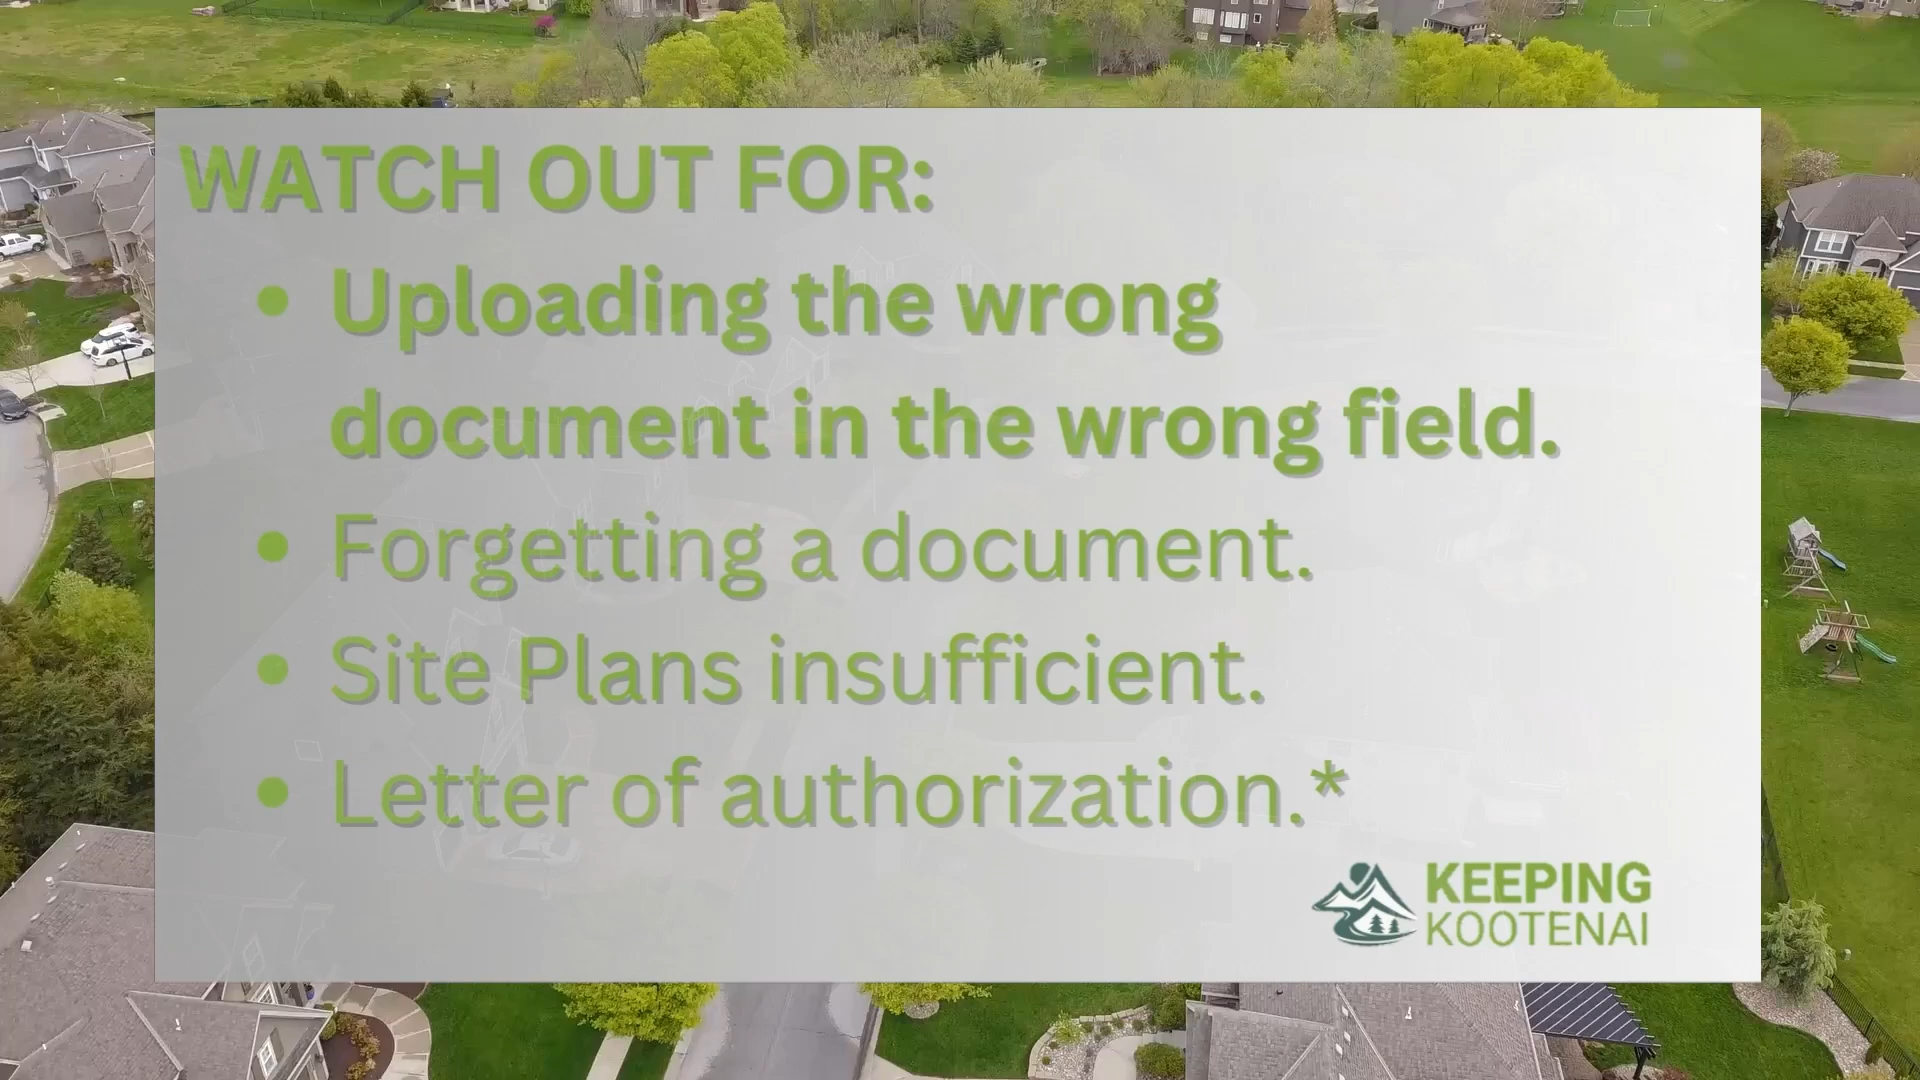 WATCH OUT FOR:
• Uploading the wrong
document in the wrong field.
• Forgetting a document.
• Site Plans insufficient.
• Letter of authorization.*
KEEPING
KOOTENAI